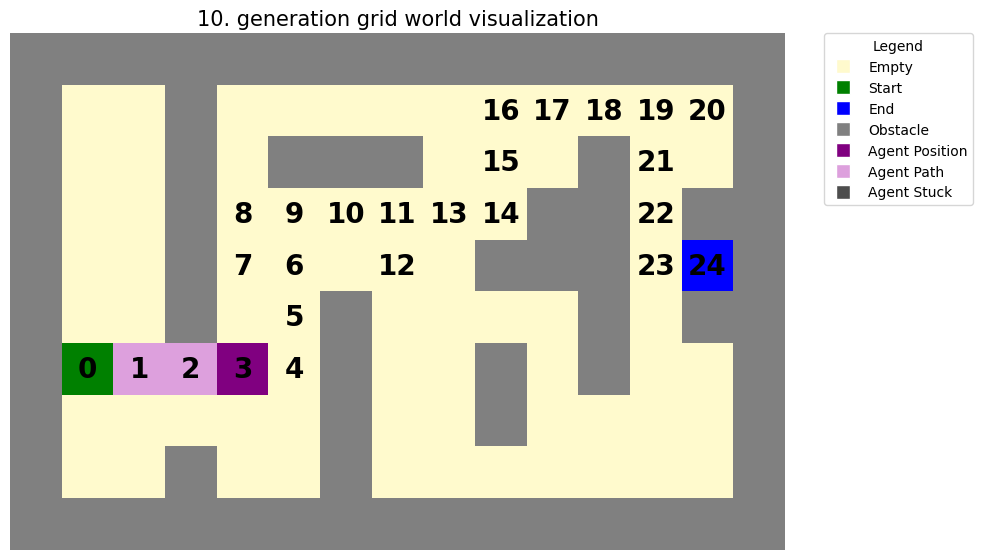 10. generation grid world visualization
16 17 18 19 20
15 21
8 9 10 11 13 14 22
7 6 12 23 24
5
0 1 2 3 4
Legend
Empty
Start
End
Obstacle
Agent Position
Agent Path
Agent Stuck